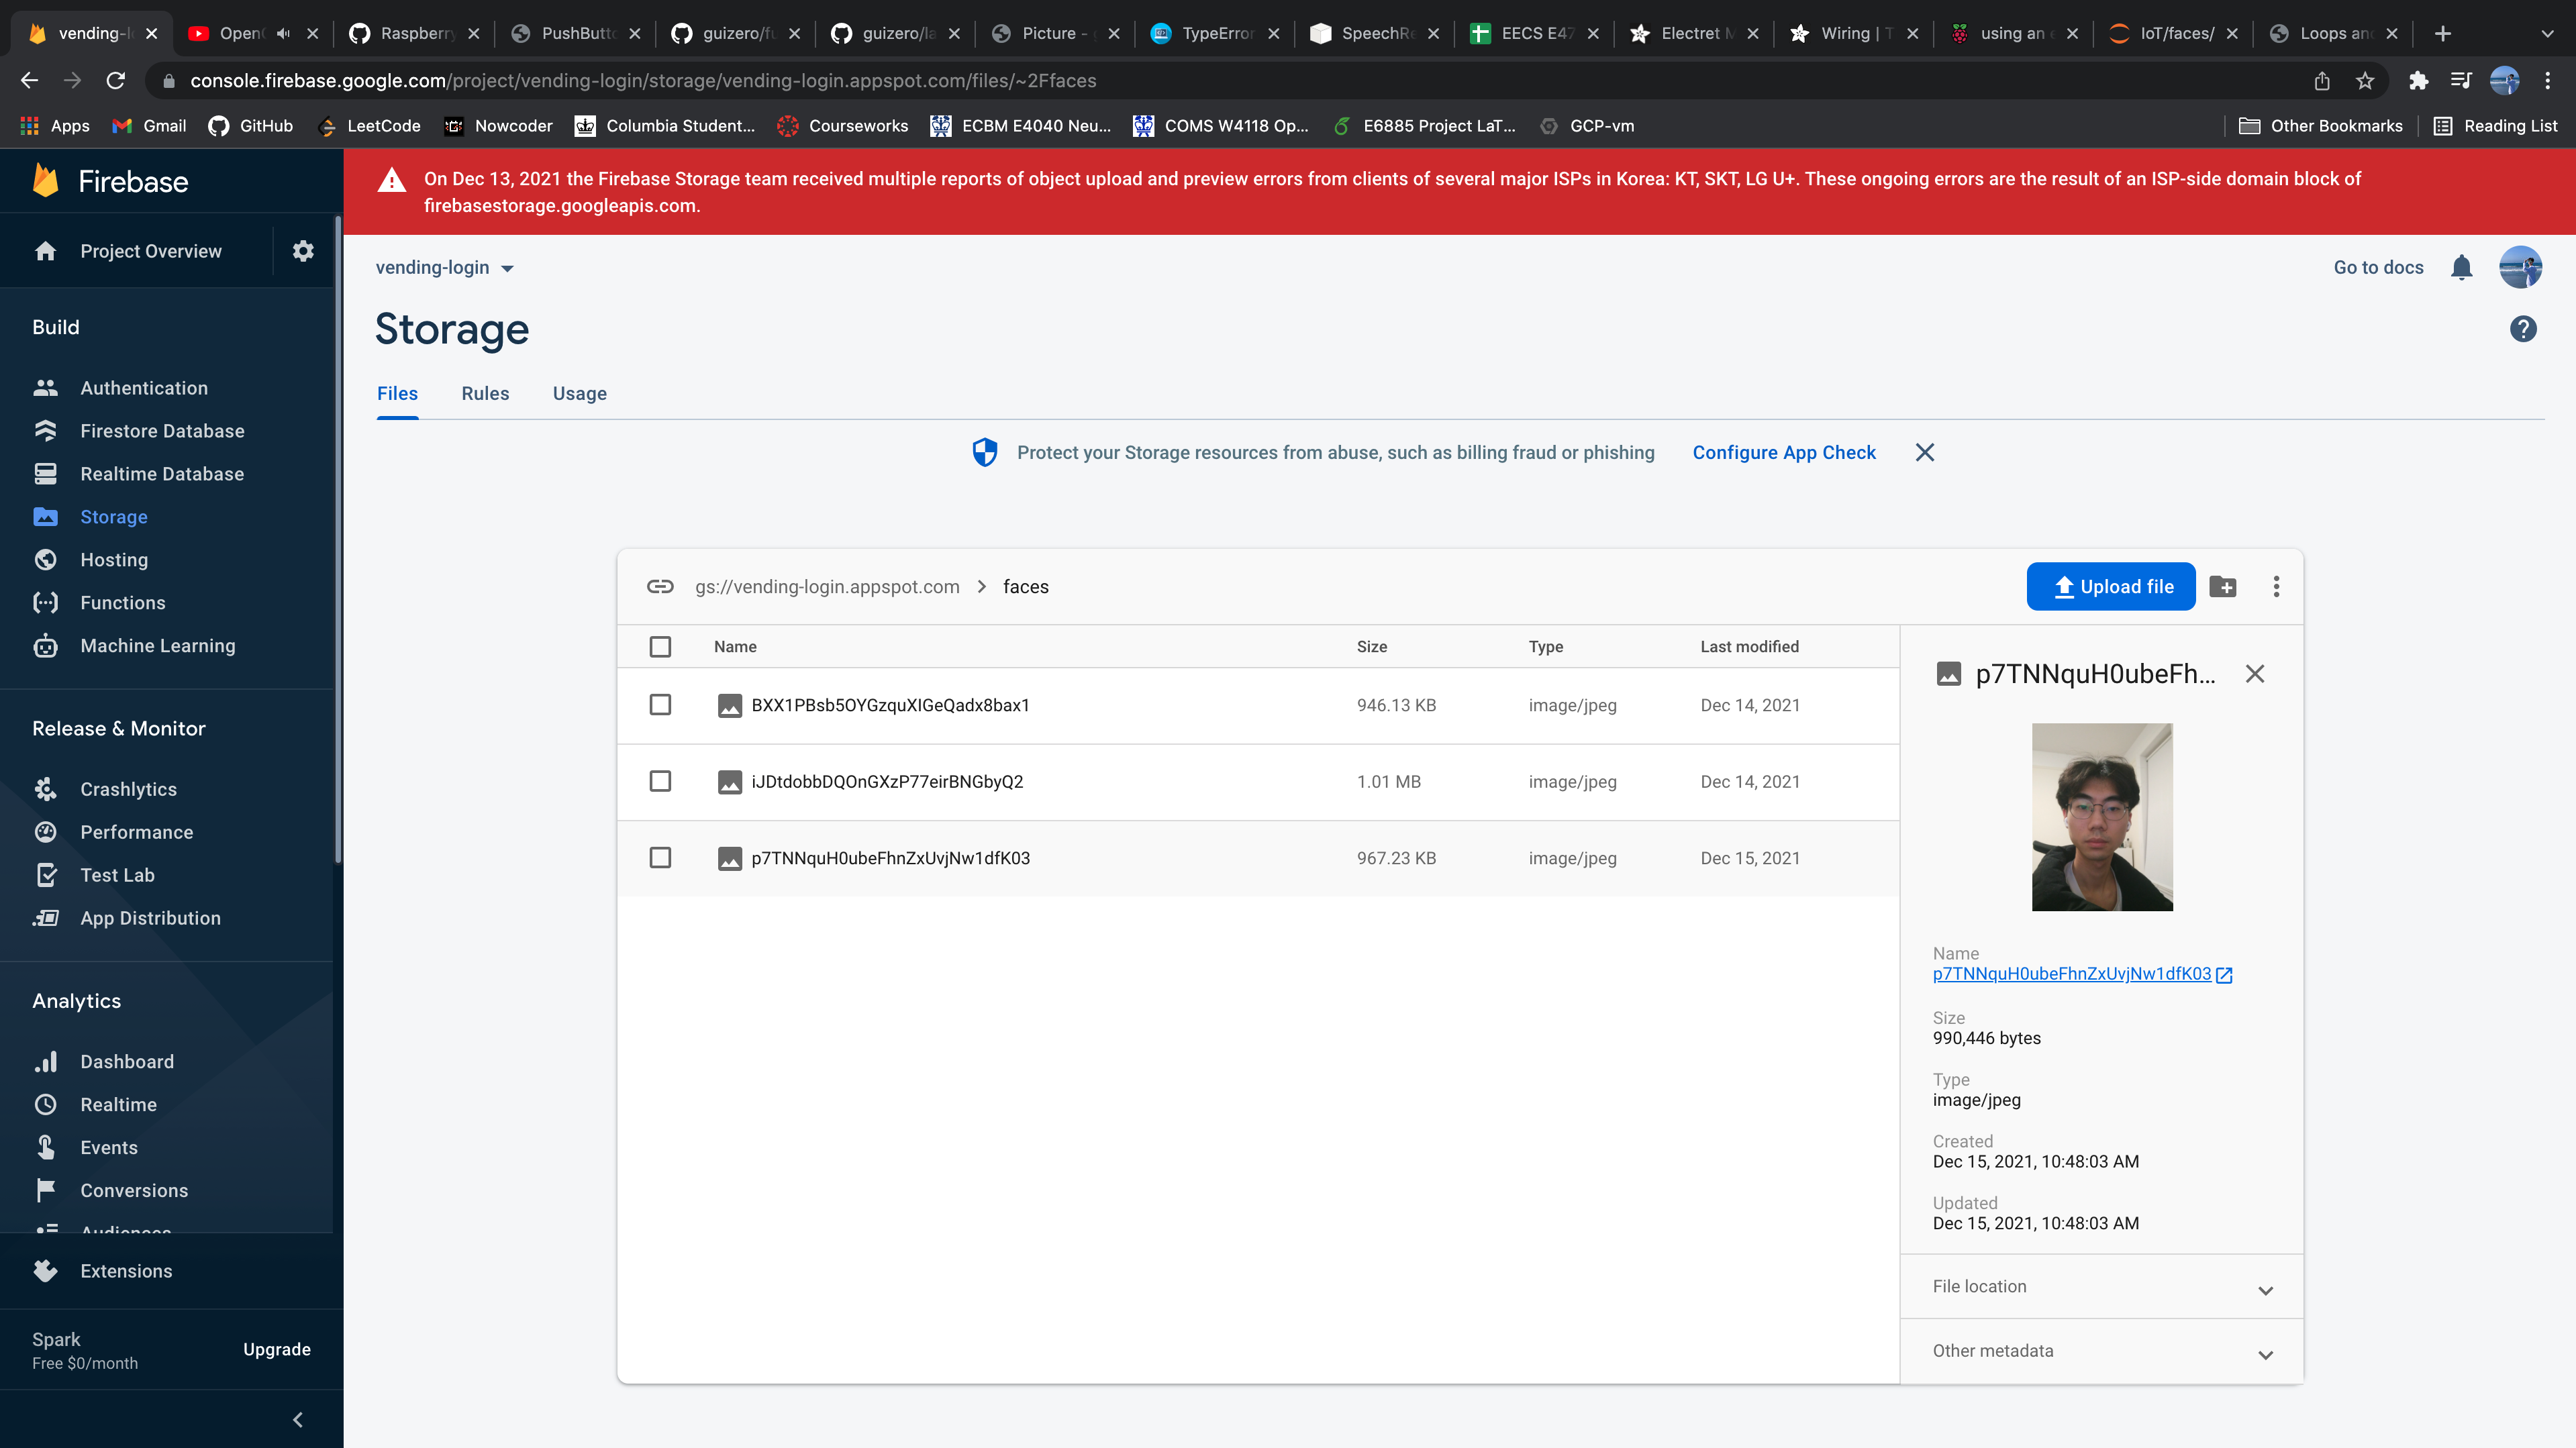 vending-l
OpenC
Raspberry
PushButto
guizero/fu
guizero/la
Picture -
TypeError
SpeechRe
EECS E47
Electret M
Wiring | T
using an e
IoT/faces/
Loops and
console.firebase.google.com/project/vending-login/storage/vending-login.appspot.com/files/~2Ffaces
Apps
Gmail
GitHub
LeetCode
Nowcoder
Columbia Student...
Courseworks
ECBM E4040 Neu...
COMS W4118 Op...
E6885 Project LaT...
GCP-vm
Other Bookmarks
Reading List
Firebase
Project Overview
Build
Authentication
Firestore Database
Realtime Database
Storage
Hosting
Functions
Machine Learning
Release & Monitor
Crashlytics
Performance
Test Lab
App Distribution
Analytics
Dashboard
Realtime
Events
Conversions
Audiences
Extensions
Spark
Free $0/month
Upgrade
On Dec 13, 2021 the Firebase Storage team received multiple reports of object upload and preview errors from clients of several major ISPs in Korea: KT, SKT, LG U+. These ongoing errors are the result of an ISP-side domain block of
firebasestorage.googleapis.com.
vending-login
Go to docs
Storage
Files
Rules
Usage
Protect your Storage resources from abuse, such as billing fraud or phishing
Configure App Check
gs://vending-login.appspot.com > faces
Upload file
Name Size Type Last modified
BXX1PBsb5OYGzquXIGeQadx8bax1 946.13 KB image/jpeg Dec 14, 2021
iJDtdobbDQOnGXzP77eirBNGbyQ2 1.01 MB image/jpeg Dec 14, 2021
p7TNNquH0ubeFhnZxUvjNw1dfK03 967.23 KB image/jpeg Dec 15, 2021
p7TNNquH0ubeFh...
Name
p7TNNquH0ubeFhnZxUvjNw1dfK03
Size
990,446 bytes
Type
image/jpeg
Created
Dec 15, 2021, 10:48:03 AM
Updated
Dec 15, 2021, 10:48:03 AM
File location
Other metadata